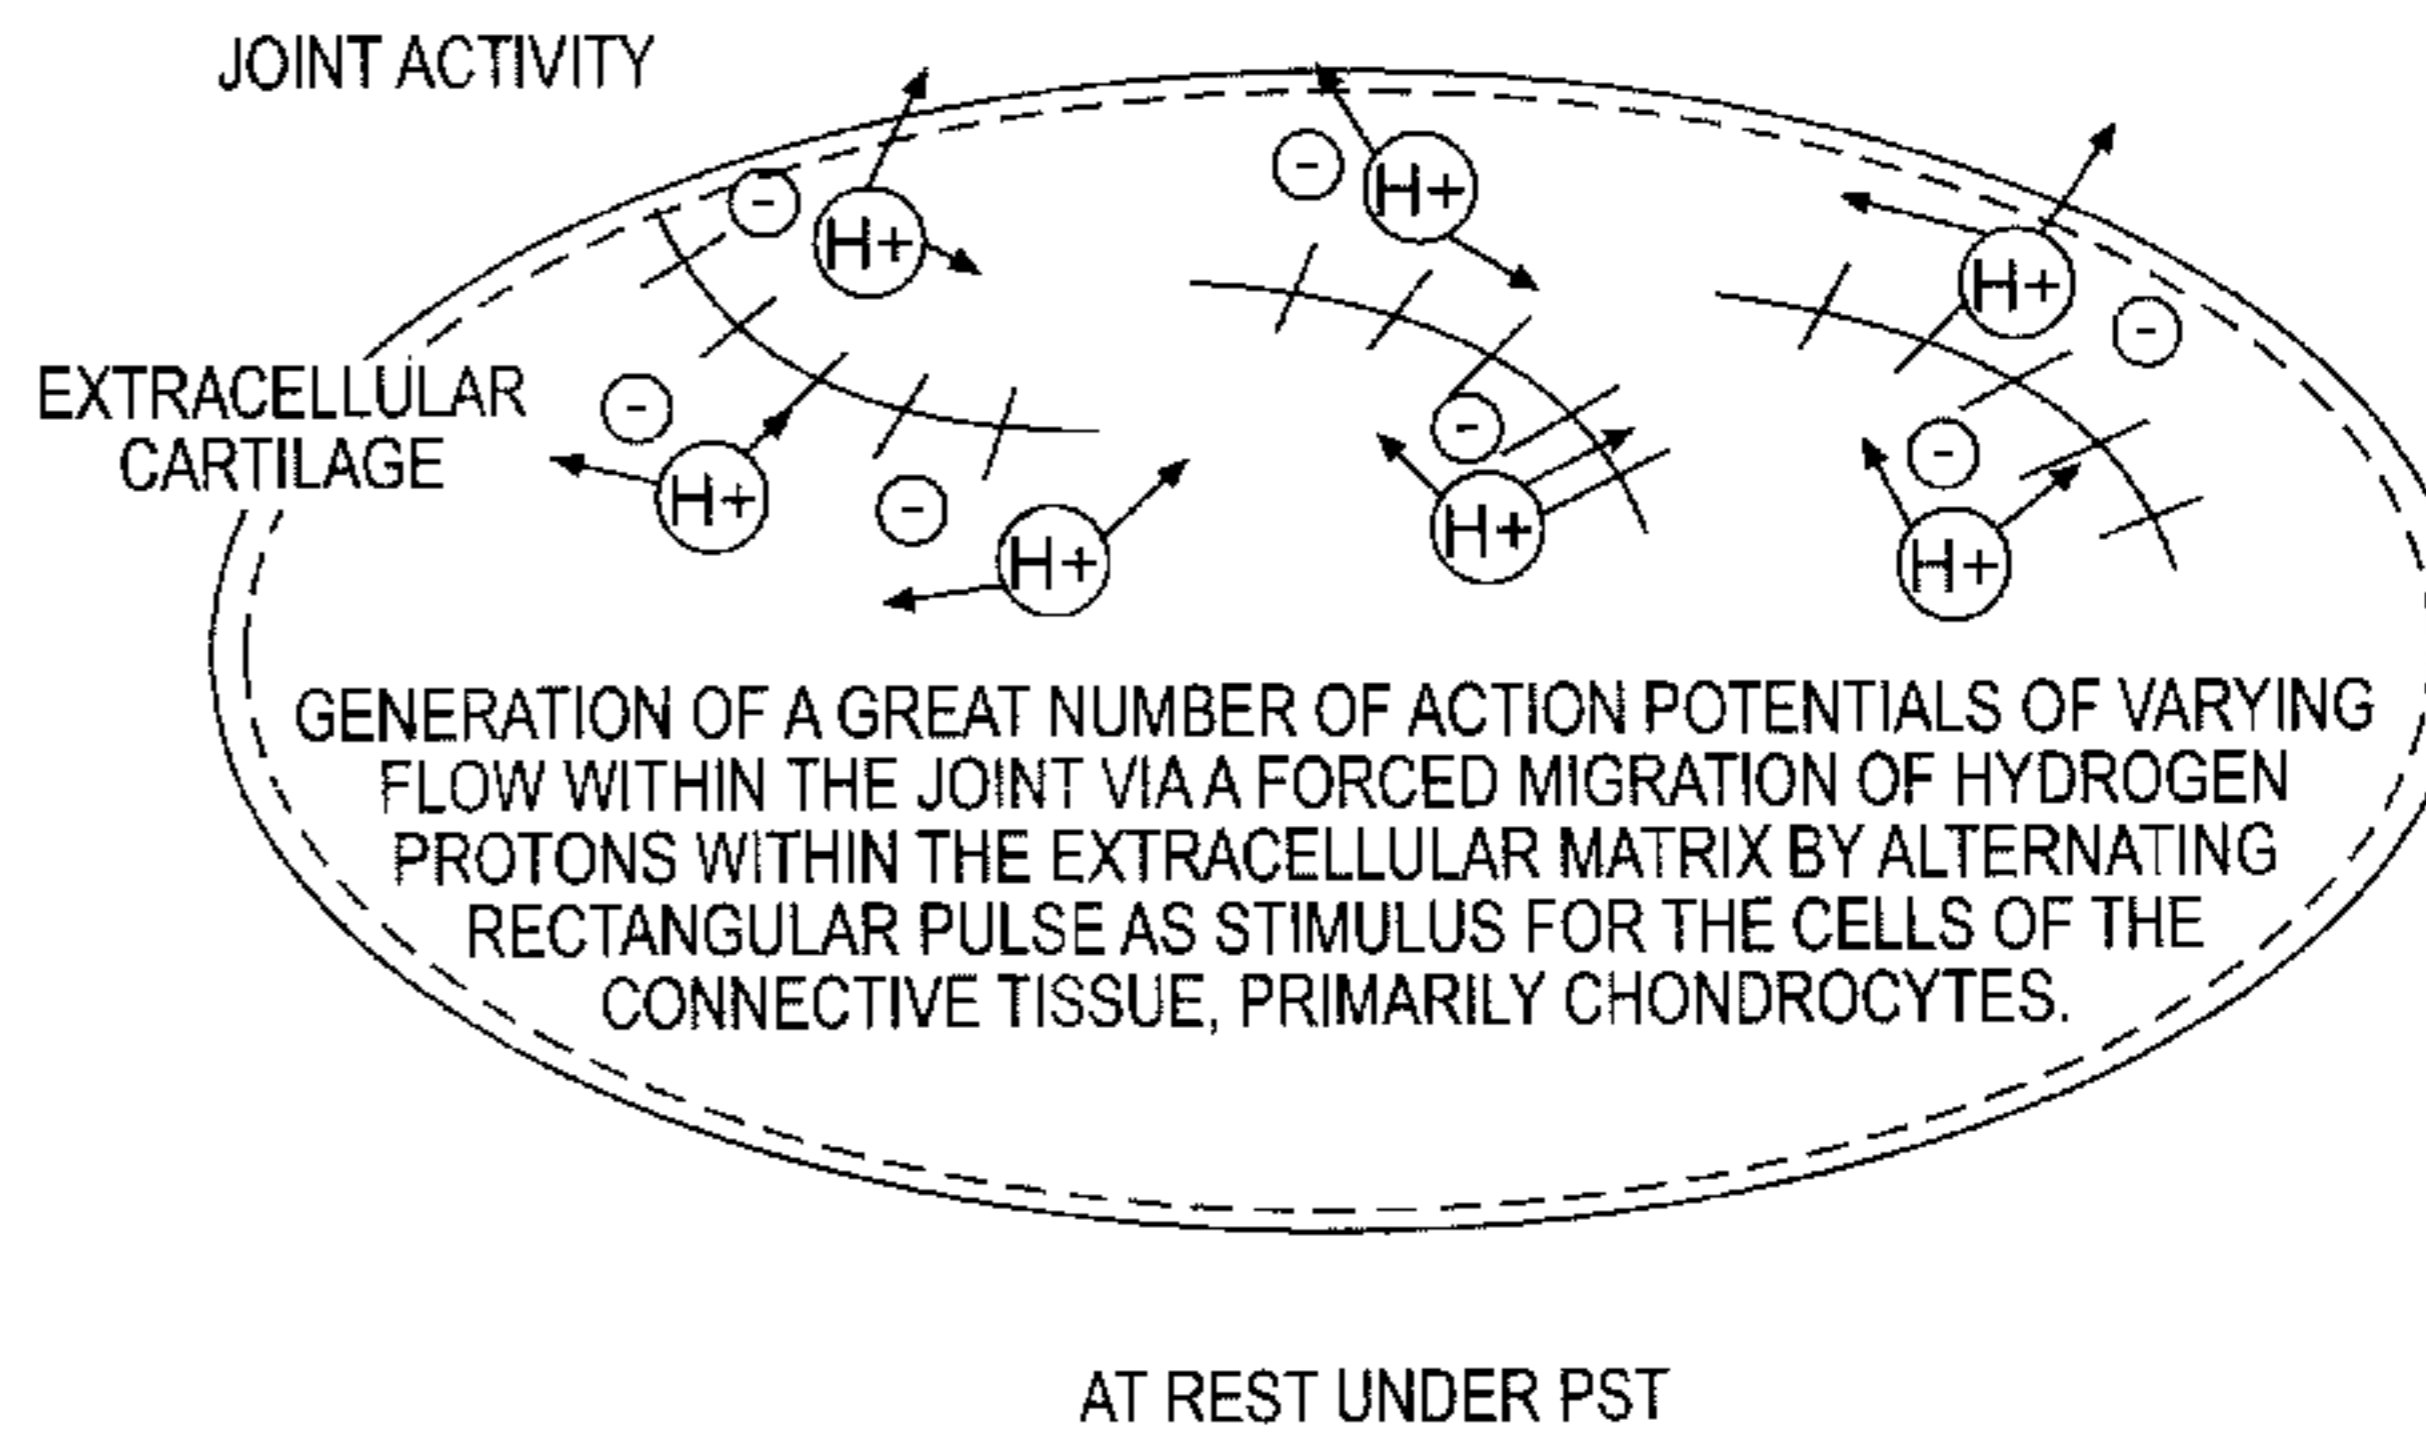 JOINT ACTIVITY
-
H+
-
H+
H+
-
EXTRACELLULAR
CARTILAGE
-
H+
-
H+
-
H+
-
H+
GENERATION OF A GREAT NUMBER OF ACTION POTENTIALS OF VARYING
FLOW WITHIN THE JOINT VIA A FORCED MIGRATION OF HYDROGEN
PROTONS WITHIN THE EXTRACELLULAR MATRIX BY ALTERNATING
RECTANGULAR PULSE AS STIMULUS FOR THE CELLS OF THE
CONNECTIVE TISSUE, PRIMARILY CHONDROCYTES.
AT REST UNDER PST